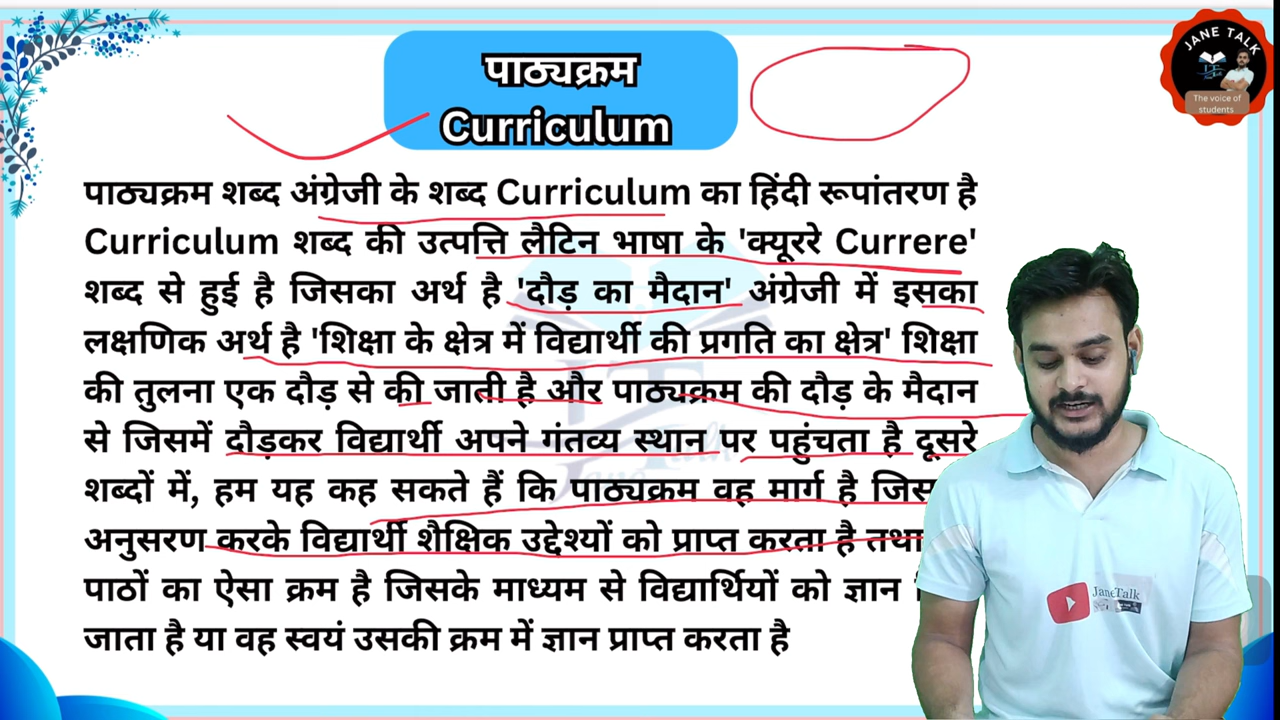 पाठ्यक्रम
Curriculum
JANE TALK
The voice of
students
पाठ्यक्रम शब्द अंग्रेजी के शब्द Curriculum का हिंदी रूपांतरण है
Curriculum शब्द की उत्पत्ति लैटिन भाषा के 'क्यूररे Currere'
शब्द से हुई है जिसका अर्थ है 'दौड़ का मैदान' अंग्रेजी में इसका
लक्षणिक अर्थ है 'शिक्षा के क्षेत्र में विद्यार्थी की प्रगति का क्षेत्र' शिक्षा
की तुलना एक दौड़ से की जाती है और पाठ्यक्रम की दौड़ के मैदान
से जिसमें दौड़कर विद्यार्थी अपने गंतव्य स्थान पर पहुंचता है दूसरे
शब्दों में, हम यह कह सकते हैं कि पाठ्यक्रम वह मार्ग है
अनुसरण करके विद्यार्थी शैक्षिक उद्देश्यों को प्राप्त करता है तथा
पाठों का ऐसा क्रम है जिसके माध्यम से विद्यार्थियों को ज्ञान
जाता है या वह स्वयं उसकी क्रम में ज्ञान प्राप्त करता है
JaneTalk